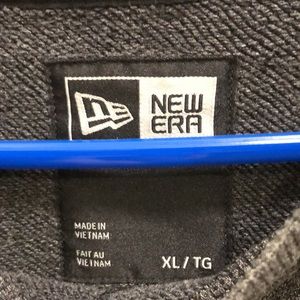 NEW
ERA
MADE IN
VIETNAM
FAIT AU
VIETNAM
XL / TG